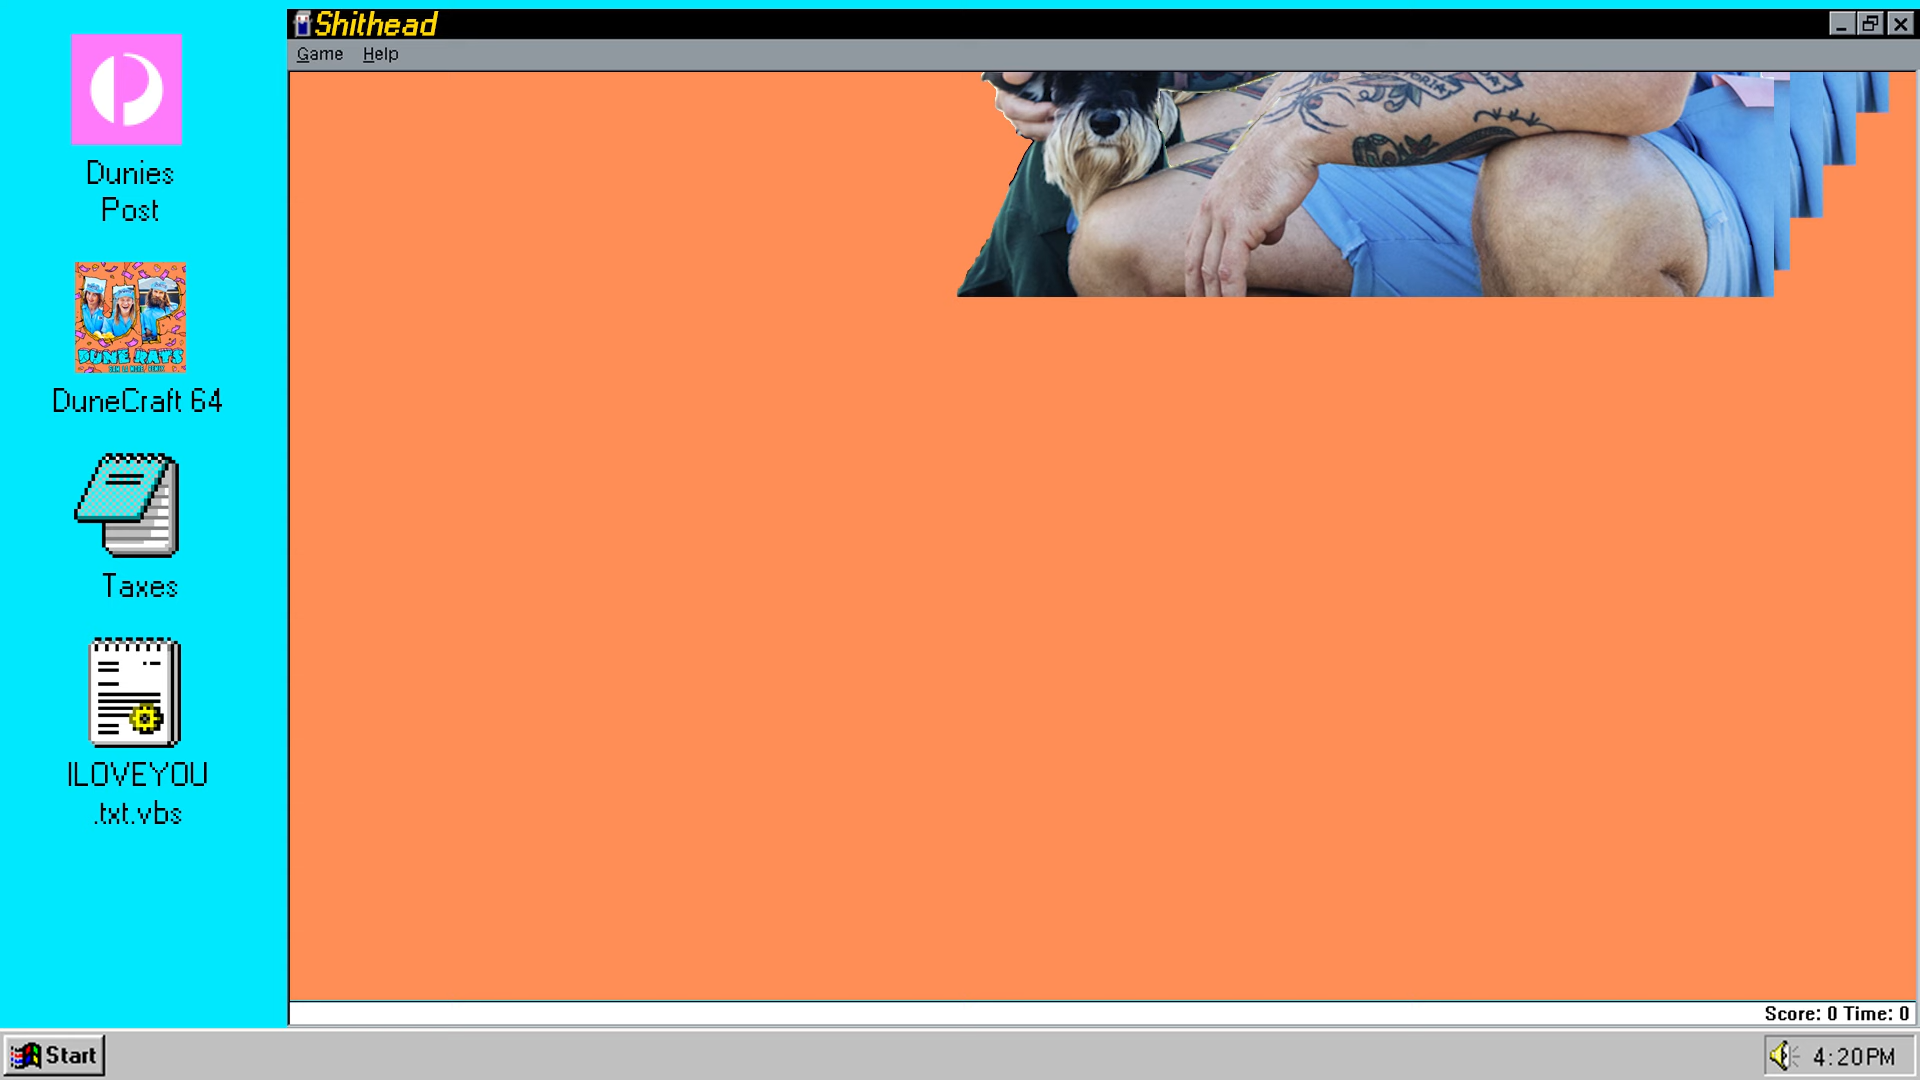 Shithead
Game Help
Dunies
Post
DUNE RATS
DuneCraft 64
Taxes
ILOVEYOU
.txt.vbs
Score: 0 Time: 0
Start
4:20PM